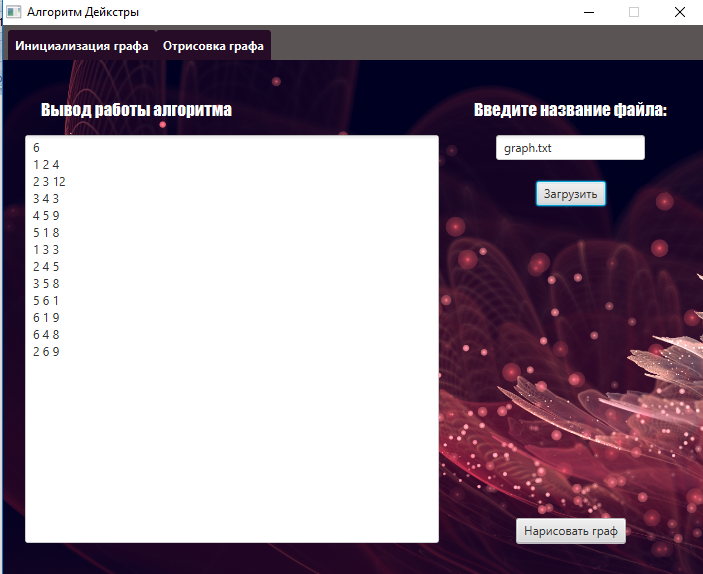 Алгоритм Дейкстры
Инициализация графа Отрисовка графа
Вывод работы алгоритма
6
1 2 4
2 3 12
3 4 3
4 5 9
5 1 8
1 3 3
2 4 5
3 5 8
5 6 1
6 1 9
6 4 8
2 6 9
Введите название файла:
graph.txt
Загрузить
Нарисовать граф